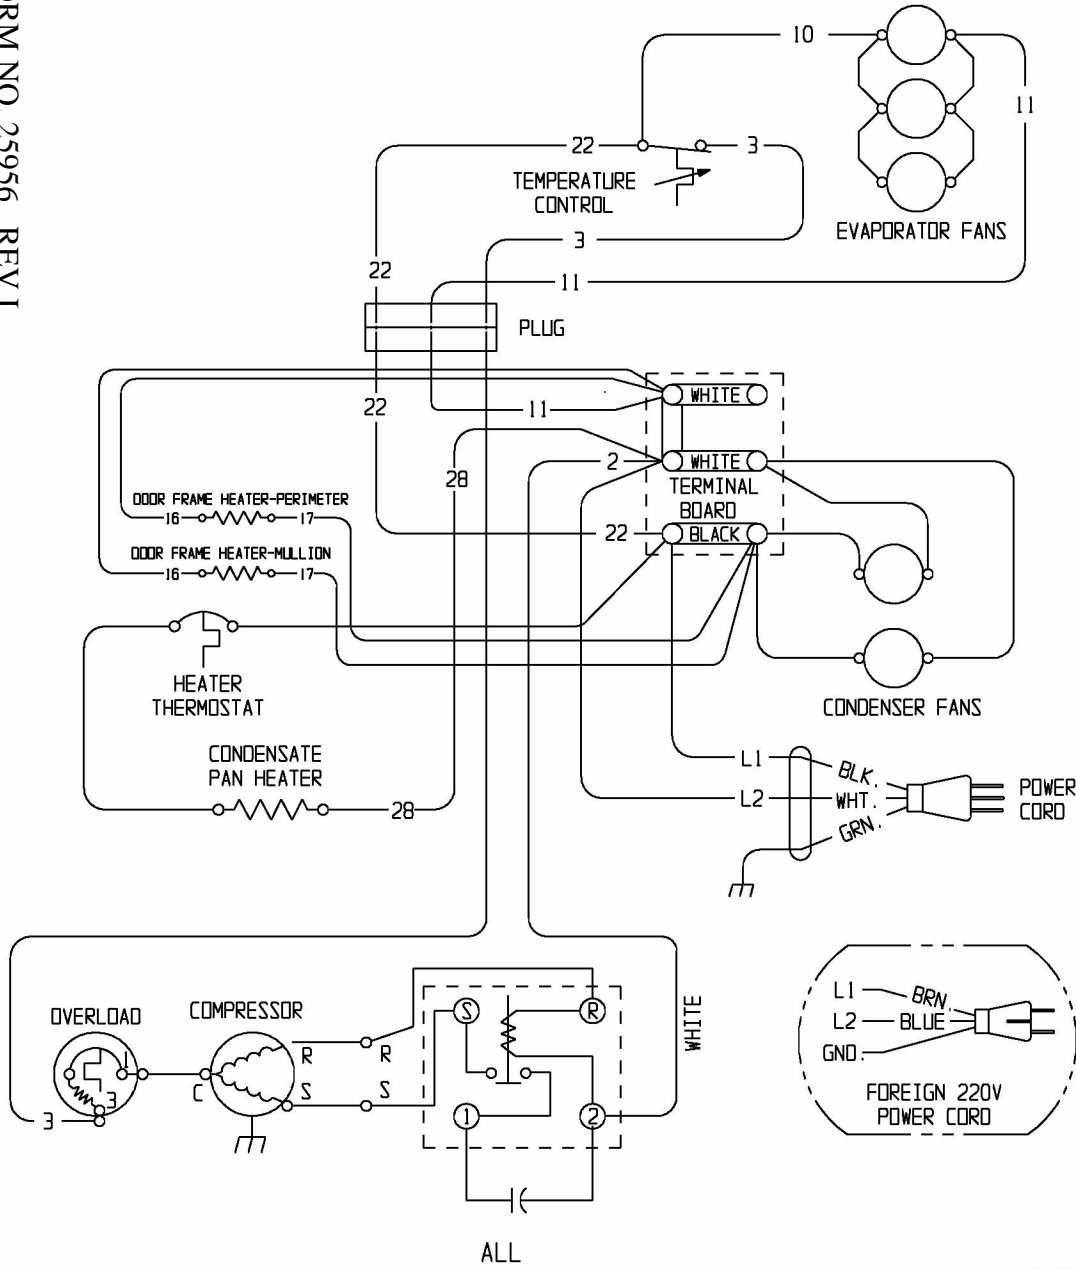 FORM NO. 25956 REV I
10
11
22
3
TEMPERATURE
CONTROL
EVAPORATOR FANS
3
22
11
PLUG
WHITE
22
11
2
WHITE
28
TERMINAL
BOARD
DOOR FRAME HEATER-PERIMETER
16
17
22
BLACK
DOOR FRAME HEATER-MULLION
16
17
HEATER
THERMOSTAT
CONDENSER FANS
CONDENSATE
PAN HEATER
28
L1
BLK.
L2
WHT.
GRN.
POWER
CORD
OVERLOAD
COMPRESSOR
1
3
3
C
R
S
R
S
S
R
1
2
WHITE
L1
BRN.
L2
BLUE
GND.
FOREIGN 220V
POWER CORD
ALL